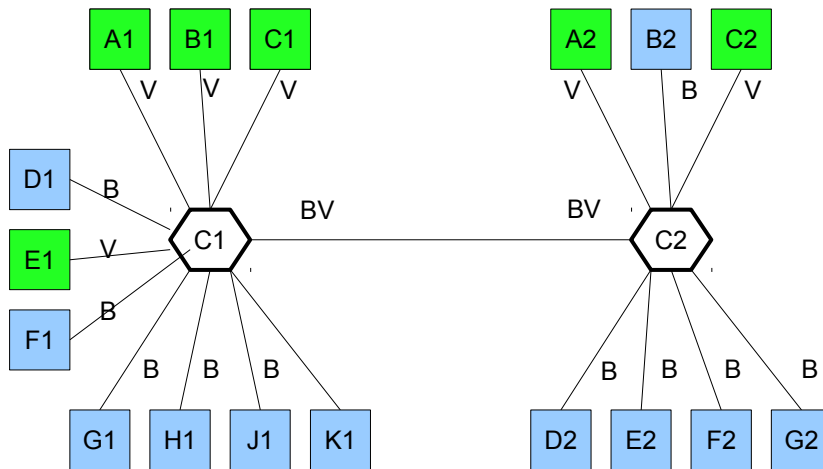 A1 B1 C1 A2 B2 C2
V V V V B V
D1
B
BV BV
E1 V C1 C2
B
F1
B B B B B B B
G1 H1 J1 K1 D2 E2 F2 G2